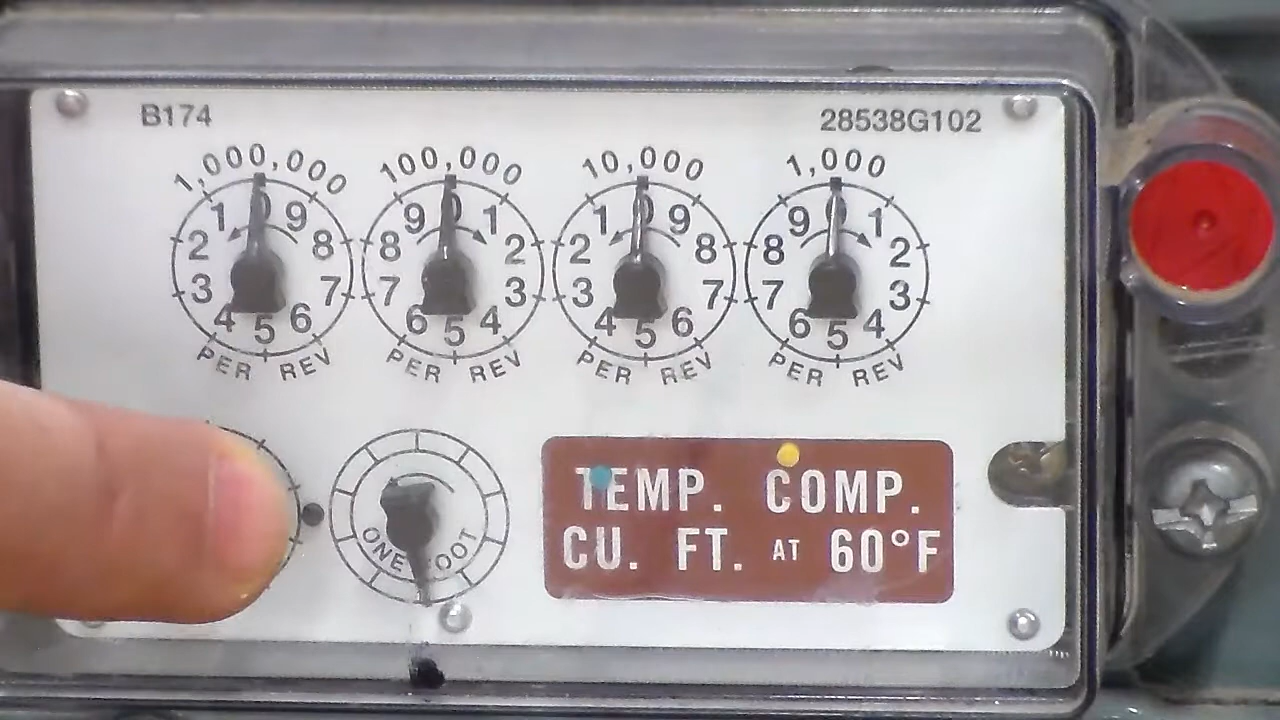 B174 28538G102
1,000,000 100,000 10,000 1,000
0 9 8 7 6 5 4 3 2 1
0 1 2 3 4 5 6 7 8 9
0 9 8 7 6 5 4 3 2 1
0 1 2 3 4 5 6 7 8 9
PER REV PER REV PER REV PER REV
ONE FOOT
TEMP. COMP.
CU. FT. AT 60°F